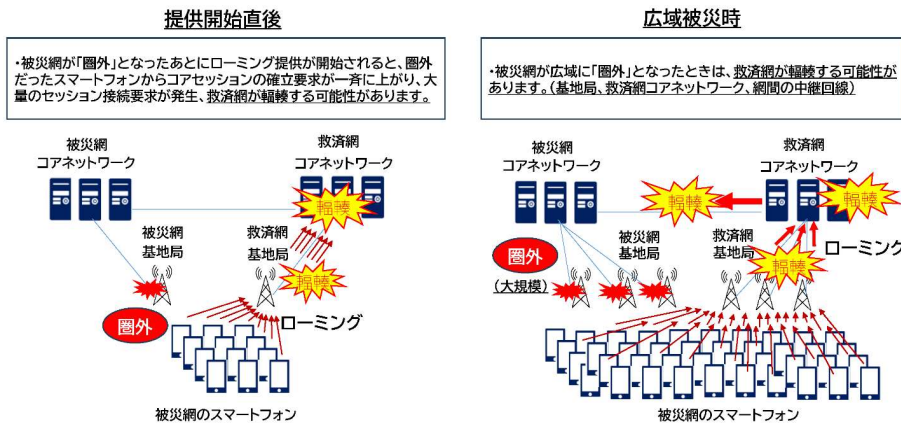 提供開始直後
・被災網が「圏外」となったあとにローミング提供が開始されると、圏外
だったスマートフォンからコアセッションの確立要求が一斉に上がり、大
量のセッション接続要求が発生、救済網が輻輳する可能性があります。
被災網
コアネットワーク
救済網
コアネットワーク
輻輳
被災網
基地局
救済網
基地局
輻輳
圏外
ローミング
被災網のスマートフォン
広域被災時
・被災網が広域に「圏外」となったときは、救済網が輻輳する可能性が
あります。(基地局、救済網コアネットワーク、網間の中継回線)
被災網
コアネットワーク
救済網
コアネットワーク
輻輳
輻輳
被災網
基地局
救済網
基地局
ローミング
輻輳
圏外
(大規模)
被災網のスマートフォン